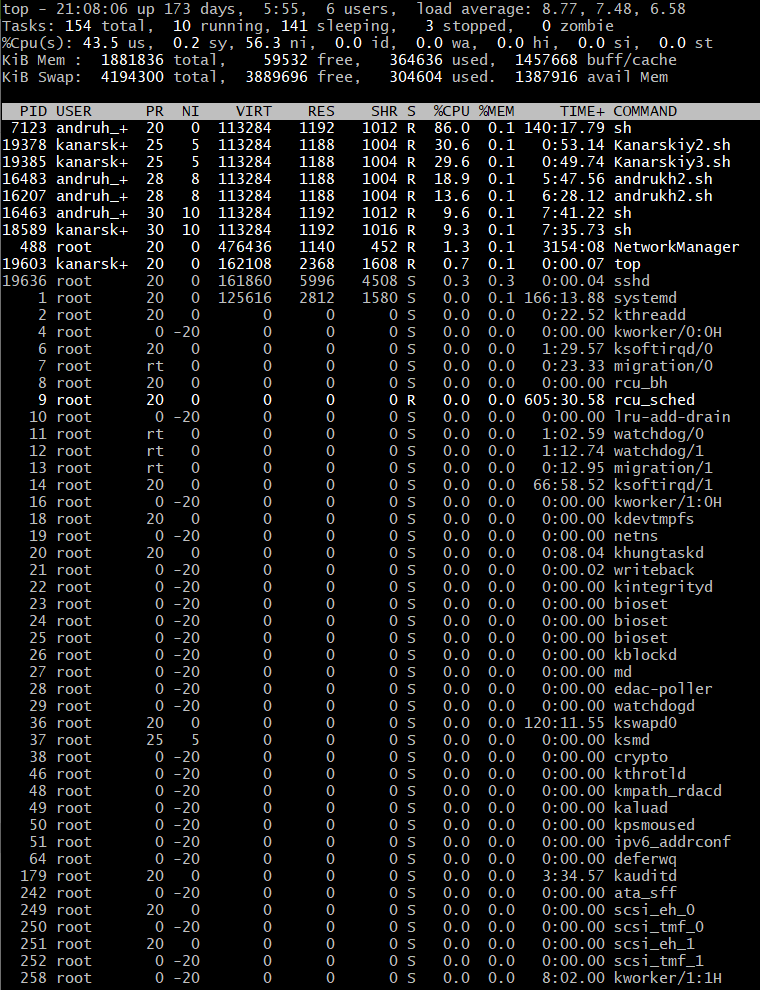 top - 21:08:06 up 173 days,  5:55,  6 users,  load average: 8.77, 7.48, 6.58
Tasks: 154 total,  10 running, 141 sleeping,   3 stopped,   0 zombie
%Cpu(s): 43.5 us,  0.2 sy, 56.3 ni,  0.0 id,  0.0 wa,  0.0 hi,  0.0 si,  0.0 st
KiB Mem :  1881836 total,    59532 free,   364636 used,  1457668 buff/cache
KiB Swap:  4194300 total,  3889696 free,   304604 used.  1387916 avail Mem
PID USER PR NI VIRT RES SHR S %CPU %MEM TIME+ COMMAND
7123 andruh_+ 20 0 113284 1192 1012 R 86.0 0.1 140:17.79 sh
19378 kanarsk+ 25 5 113284 1188 1004 R 30.6 0.1 0:53.14 Kanarskiy2.sh
19385 kanarsk+ 25 5 113284 1188 1004 R 29.6 0.1 0:49.74 Kanarskiy3.sh
16483 andruh_+ 28 8 113284 1188 1004 R 18.9 0.1 5:47.56 andrukh2.sh
16207 andruh_+ 28 8 113284 1188 1004 R 13.6 0.1 6:28.12 andrukh2.sh
16463 andruh_+ 30 10 113284 1192 1012 R 9.6 0.1 7:41.22 sh
18589 kanarsk+ 30 10 113284 1192 1016 R 9.3 0.1 7:35.73 sh
488 root 20 0 476436 1140 452 R 1.3 0.1 3154:08 NetworkManager
19603 kanarsk+ 20 0 162108 2368 1608 R 0.7 0.1 0:00.07 top
19636 root 20 0 161860 5996 4508 S 0.3 0.3 0:00.04 sshd
1 root 20 0 125616 2812 1580 S 0.0 0.1 166:13.88 systemd
2 root 20 0 0 0 0 S 0.0 0.0 0:22.52 kthreadd
4 root 0 -20 0 0 0 S 0.0 0.0 0:00.00 kworker/0:0H
6 root 20 0 0 0 0 S 0.0 0.0 1:29.57 ksoftirqd/0
7 root rt 0 0 0 0 S 0.0 0.0 0:23.33 migration/0
8 root 20 0 0 0 0 S 0.0 0.0 0:00.00 rcu_bh
9 root 20 0 0 0 0 R 0.0 0.0 605:30.58 rcu_sched
10 root 0 -20 0 0 0 S 0.0 0.0 0:00.00 lru-add-drain
11 root rt 0 0 0 0 S 0.0 0.0 1:02.59 watchdog/0
12 root rt 0 0 0 0 S 0.0 0.0 1:12.74 watchdog/1
13 root rt 0 0 0 0 S 0.0 0.0 0:12.95 migration/1
14 root 20 0 0 0 0 S 0.0 0.0 66:58.52 ksoftirqd/1
16 root 0 -20 0 0 0 S 0.0 0.0 0:00.00 kworker/1:0H
18 root 20 0 0 0 0 S 0.0 0.0 0:00.00 kdevtmpfs
19 root 0 -20 0 0 0 S 0.0 0.0 0:00.00 netns
20 root 20 0 0 0 0 S 0.0 0.0 0:08.04 khungtaskd
21 root 0 -20 0 0 0 S 0.0 0.0 0:00.02 writeback
22 root 0 -20 0 0 0 S 0.0 0.0 0:00.00 kintegrityd
23 root 0 -20 0 0 0 S 0.0 0.0 0:00.00 bioset
24 root 0 -20 0 0 0 S 0.0 0.0 0:00.00 bioset
25 root 0 -20 0 0 0 S 0.0 0.0 0:00.00 bioset
26 root 0 -20 0 0 0 S 0.0 0.0 0:00.00 kblockd
27 root 0 -20 0 0 0 S 0.0 0.0 0:00.00 md
28 root 0 -20 0 0 0 S 0.0 0.0 0:00.00 edac-poller
29 root 0 -20 0 0 0 S 0.0 0.0 0:00.00 watchdogd
36 root 20 0 0 0 0 S 0.0 0.0 120:11.55 kswapd0
37 root 25 5 0 0 0 S 0.0 0.0 0:00.00 ksmd
38 root 0 -20 0 0 0 S 0.0 0.0 0:00.00 crypto
46 root 0 -20 0 0 0 S 0.0 0.0 0:00.00 kthrotld
48 root 0 -20 0 0 0 S 0.0 0.0 0:00.00 kmpath_rdacd
49 root 0 -20 0 0 0 S 0.0 0.0 0:00.00 kaluad
50 root 0 -20 0 0 0 S 0.0 0.0 0:00.00 kpsmoused
51 root 0 -20 0 0 0 S 0.0 0.0 0:00.00 ipv6_addrconf
64 root 0 -20 0 0 0 S 0.0 0.0 0:00.00 deferwq
179 root 20 0 0 0 0 S 0.0 0.0 3:34.57 kauditd
242 root 0 -20 0 0 0 S 0.0 0.0 0:00.00 ata_sff
249 root 20 0 0 0 0 S 0.0 0.0 0:00.00 scsi_eh_0
250 root 0 -20 0 0 0 S 0.0 0.0 0:00.00 scsi_tmf_0
251 root 20 0 0 0 0 S 0.0 0.0 0:00.00 scsi_eh_1
252 root 0 -20 0 0 0 S 0.0 0.0 0:00.00 scsi_tmf_1
258 root 0 -20 0 0 0 S 0.0 0.0 8:02.00 kworker/1:1H